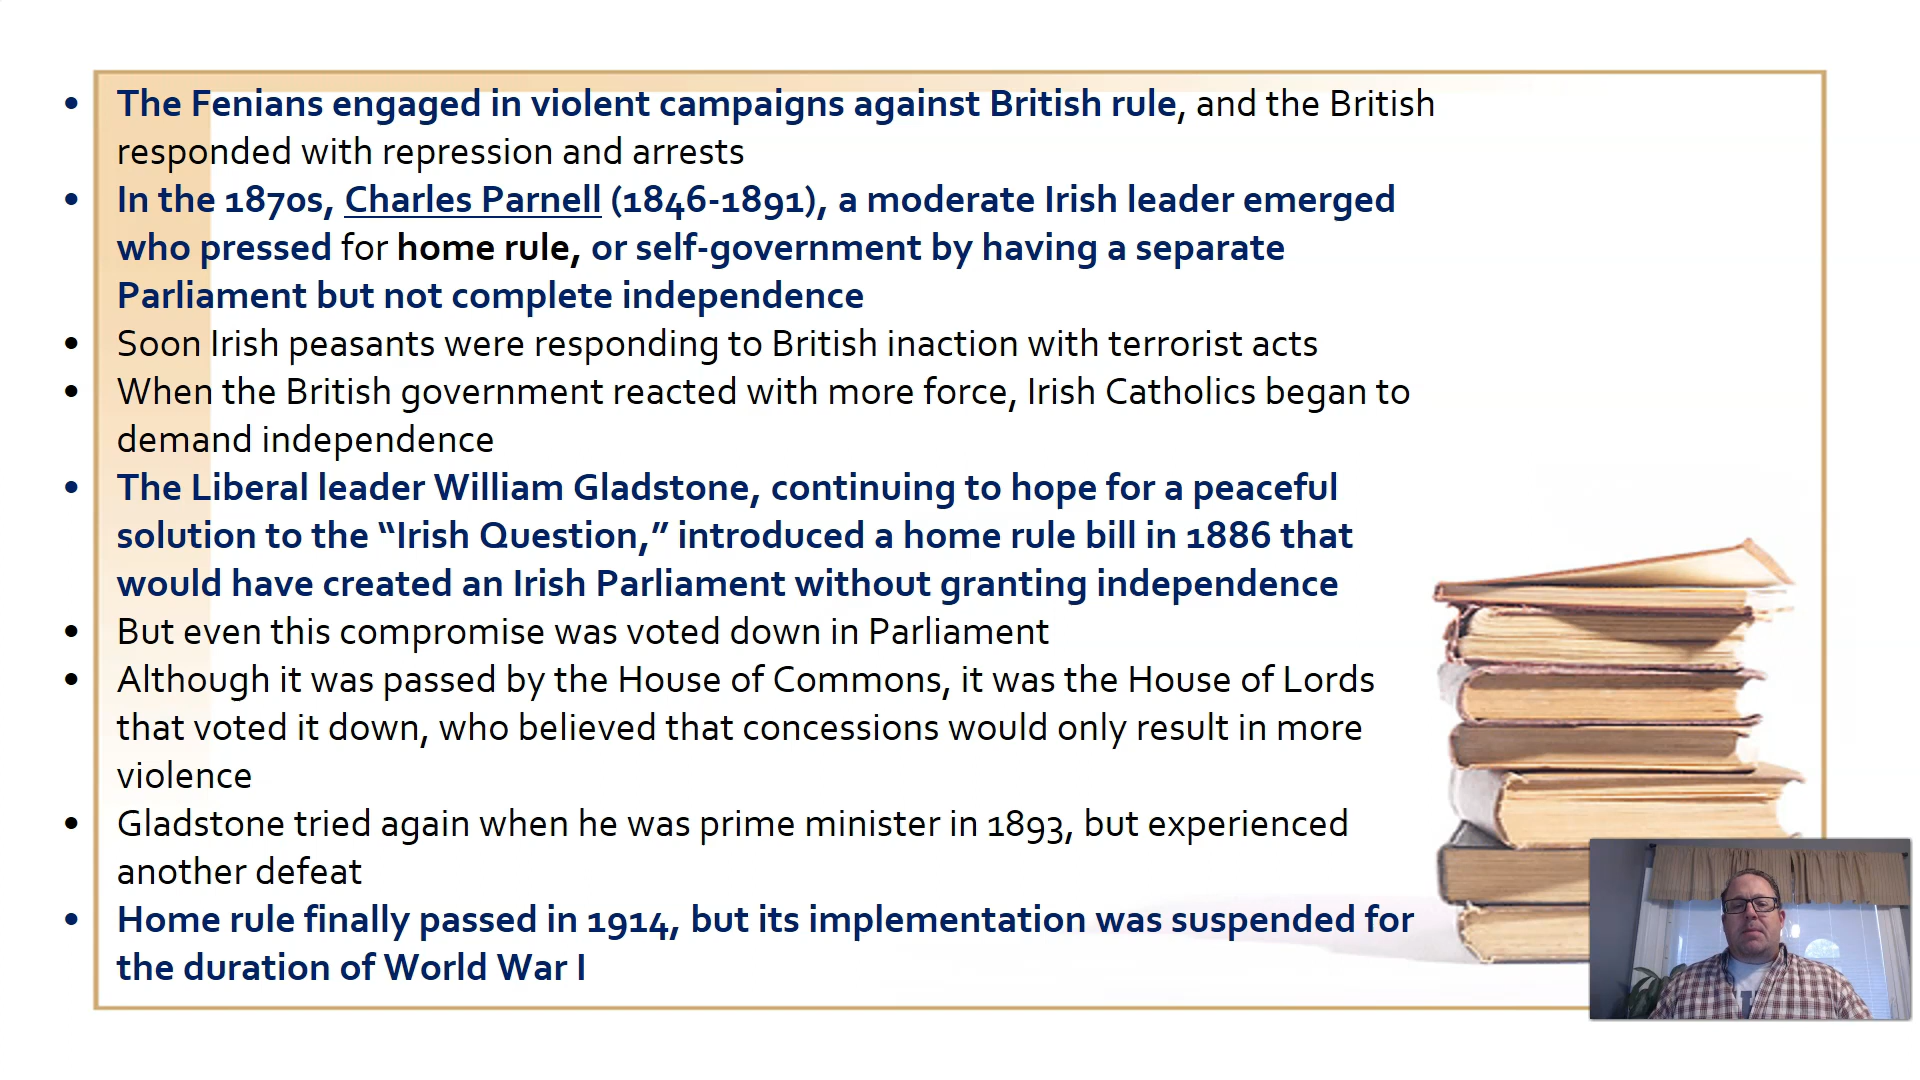 • The Fenians engaged in violent campaigns against British rule, and the British
responded with repression and arrests
• In the 1870s, Charles Parnell (1846-1891), a moderate Irish leader emerged
who pressed for home rule, or self-government by having a separate
Parliament but not complete independence
• Soon Irish peasants were responding to British inaction with terrorist acts
• When the British government reacted with more force, Irish Catholics began to
demand independence
• The Liberal leader William Gladstone, continuing to hope for a peaceful
solution to the “Irish Question,” introduced a home rule bill in 1886 that
would have created an Irish Parliament without granting independence
• But even this compromise was voted down in Parliament
• Although it was passed by the House of Commons, it was the House of Lords
that voted it down, who believed that concessions would only result in more
violence
• Gladstone tried again when he was prime minister in 1893, but experienced
another defeat
• Home rule finally passed in 1914, but its implementation was suspended for
the duration of World War I